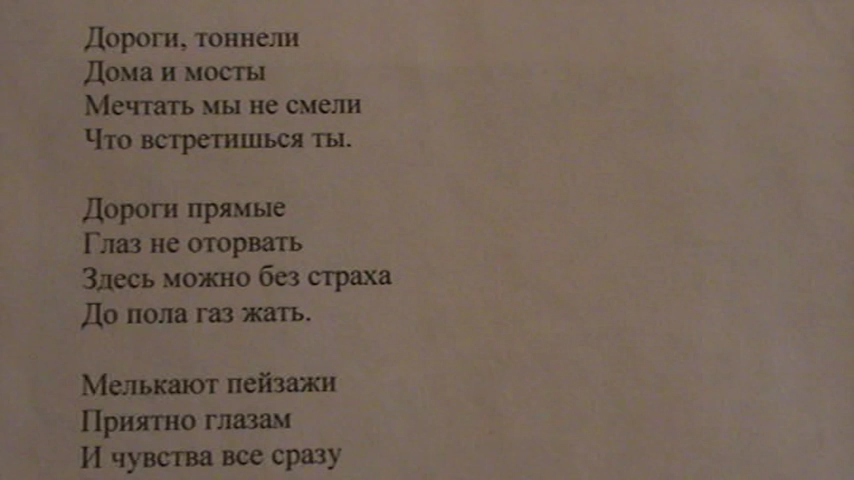 Дороги, тоннели
Дома и мосты
Мечтать мы не смели
Что встретишься ты.
Дороги прямые
Глаз не оторвать
Здесь можно без страха
До пола газ жать.
Мелькают пейзажи
Приятно глазам
И чувства все сразу